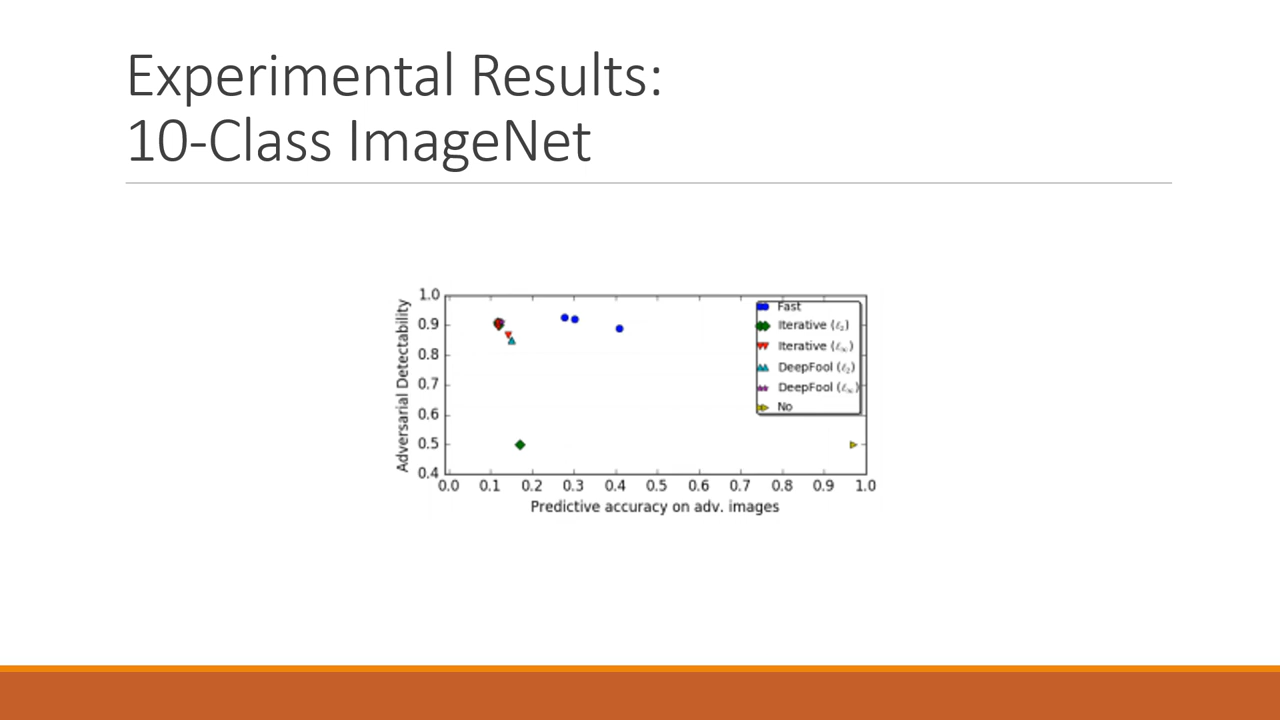 Experimental Results:
10-Class ImageNet
Adversarial Detectability
1.0
0.9
0.8
0.7
0.6
0.5
0.4
0.0 0.1 0.2 0.3 0.4 0.5 0.6 0.7 0.8 0.9 1.0
Predictive accuracy on adv. images
Fast
Iterative (ℓ₂)
Iterative (ℓ∞)
DeepFool (ℓ₂)
DeepFool (ℓ∞)
No